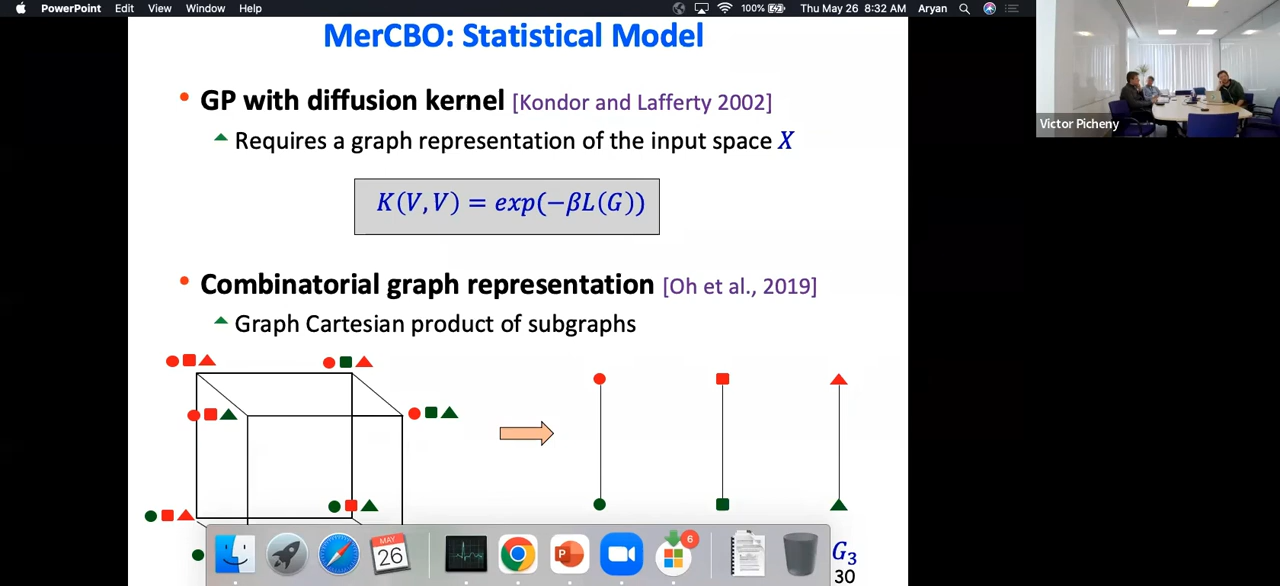 PowerPoint Edit View Window Help 100% Thu May 26 8:32 AM Aryan
MerCBO: Statistical Model
Victor Picheny
GP with diffusion kernel [Kondor and Lafferty 2002]
Requires a graph representation of the input space X
K(V, V) = exp(−βL(G))
Combinatorial graph representation [Oh et al., 2019]
Graph Cartesian product of subgraphs
MAY
26
6
G₃
30